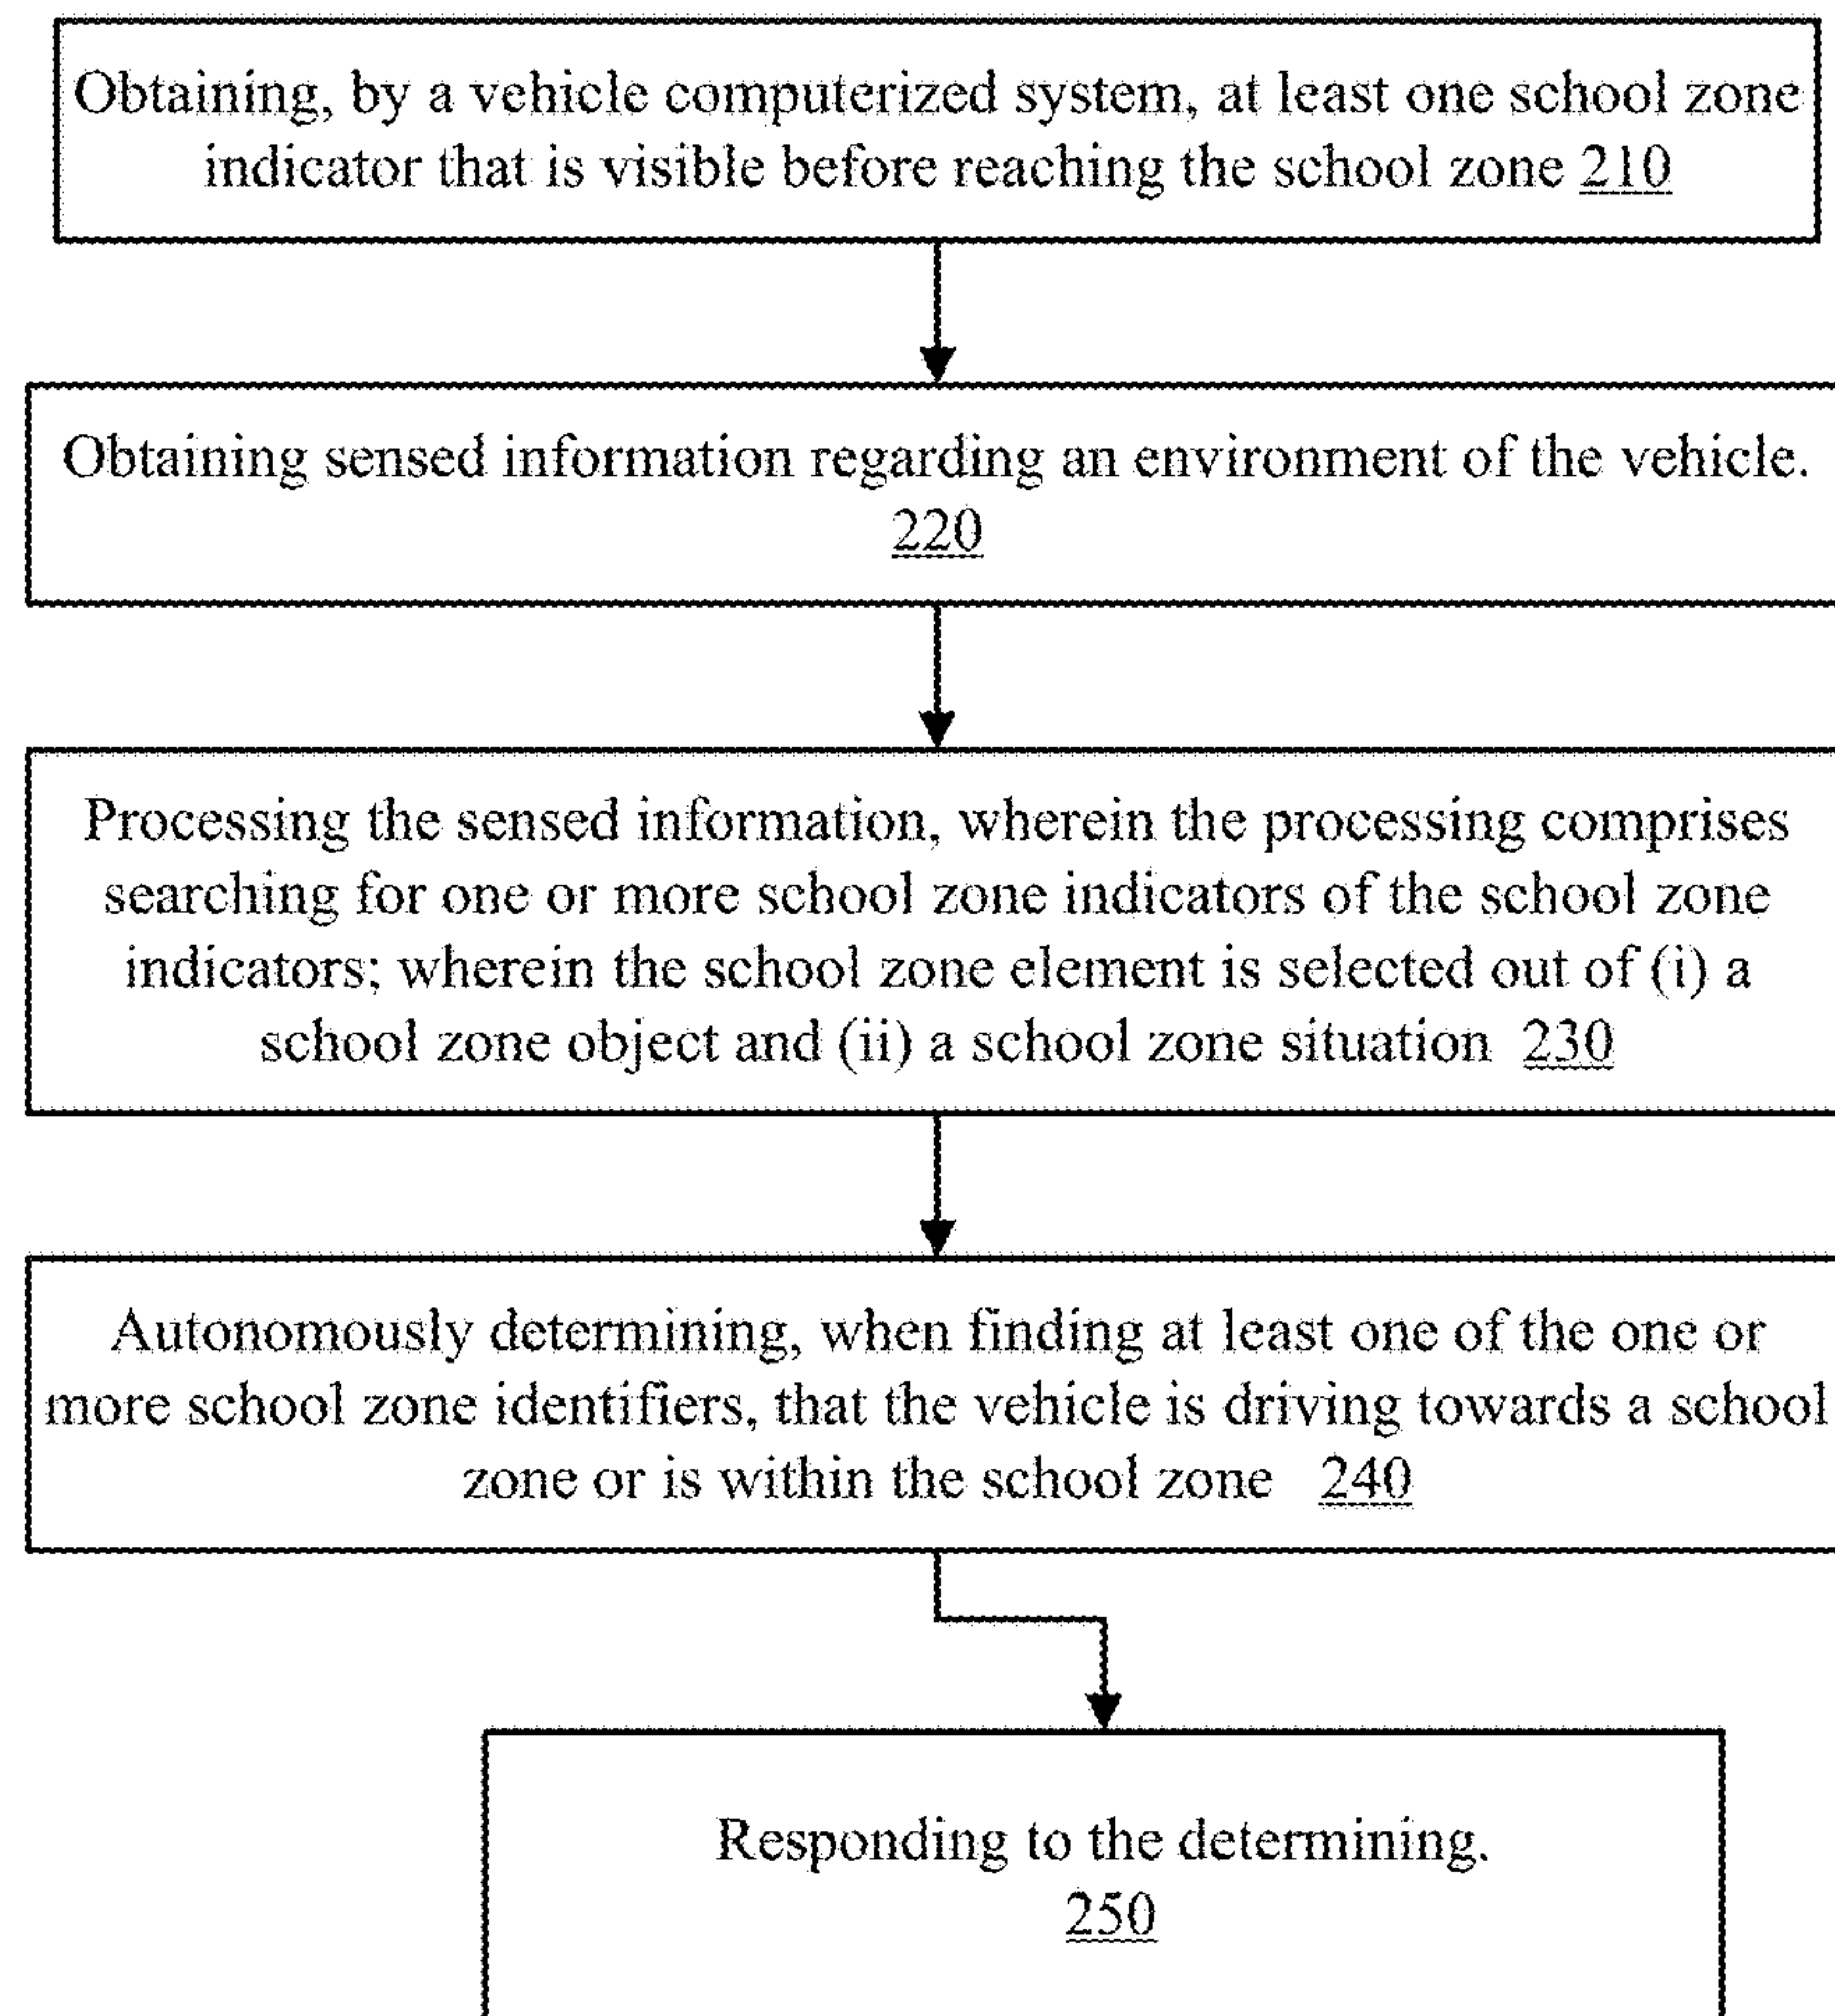 Obtaining, by a vehicle computerized system, at least one school zone
indicator that is visible before reaching the school zone 210
Obtaining sensed information regarding an environment of the vehicle.
220
Processing the sensed information, wherein the processing comprises
searching for one or more school zone indicators of the school zone
indicators; wherein the school zone element is selected out of (i) a
school zone object and (ii) a school zone situation 230
Autonomously determining, when finding at least one of the one or
more school zone identifiers, that the vehicle is driving towards a school
zone or is within the school zone 240
Responding to the determining.
250